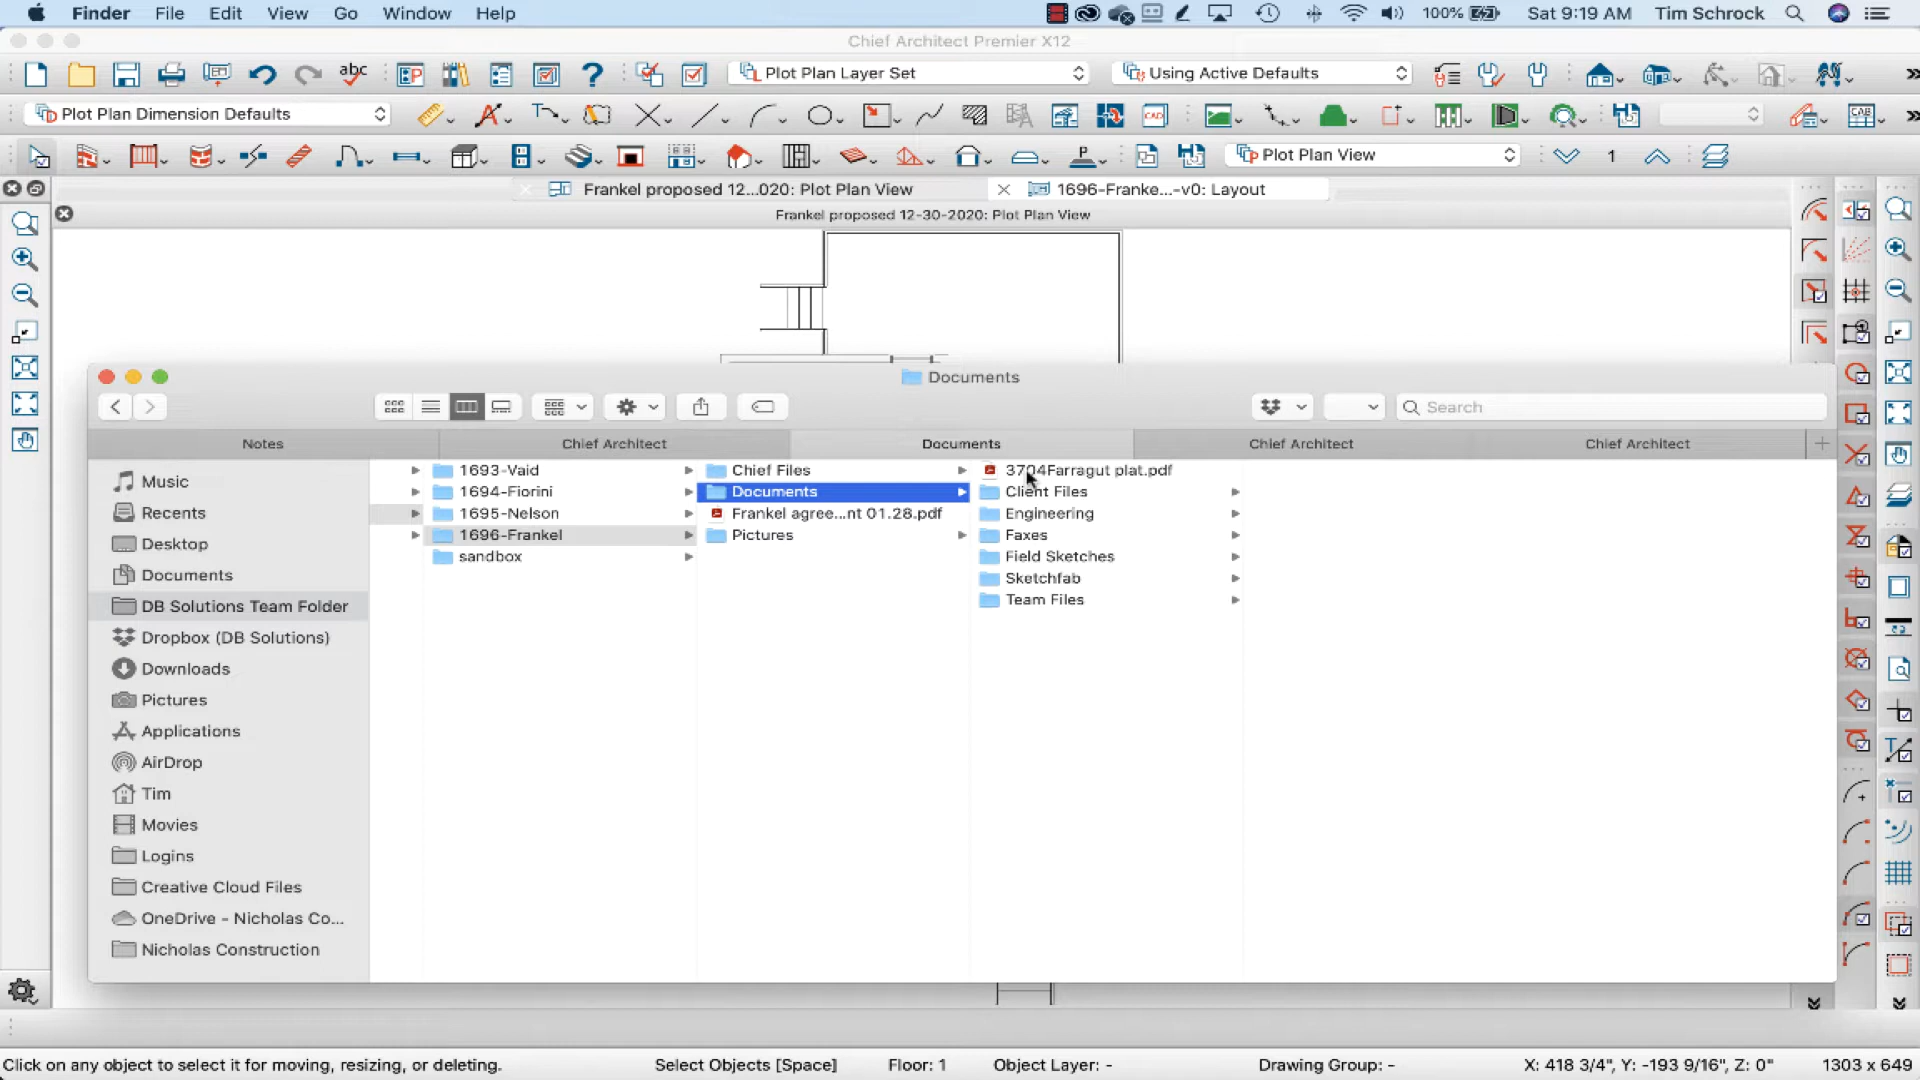 Finder File Edit View Go Window Help 100% Sat 9:19 AM Tim Schrock
Chief Architect Premier X12
abc Plot Plan Layer Set Using Active Defaults
Plot Plan Dimension Defaults CAD CAB
Plot Plan View 1
Frankel proposed 12...020: Plot Plan View 1696-Franke...-v0: Layout
Frankel proposed 12-30-2020: Plot Plan View
Documents
Search
Notes Chief Architect Documents Chief Architect Chief Architect
Music
Recents
Desktop
Documents
DB Solutions Team Folder
Dropbox (DB Solutions)
Downloads
Pictures
Applications
AirDrop
Tim
Movies
Logins
Creative Cloud Files
OneDrive - Nicholas Co...
Nicholas Construction
1693-Vaid
1694-Fiorini
1695-Nelson
1696-Frankel
sandbox
Chief Files
Documents
Frankel agree...nt 01.28.pdf
Pictures
3704Farragut plat.pdf
Client Files
Engineering
Faxes
Field Sketches
Sketchfab
Team Files
Click on any object to select it for moving, resizing, or deleting. Select Objects [Space] Floor: 1 Object Layer: - Drawing Group: - X: 418 3/4", Y: -193 9/16", Z: 0" 1303 x 649